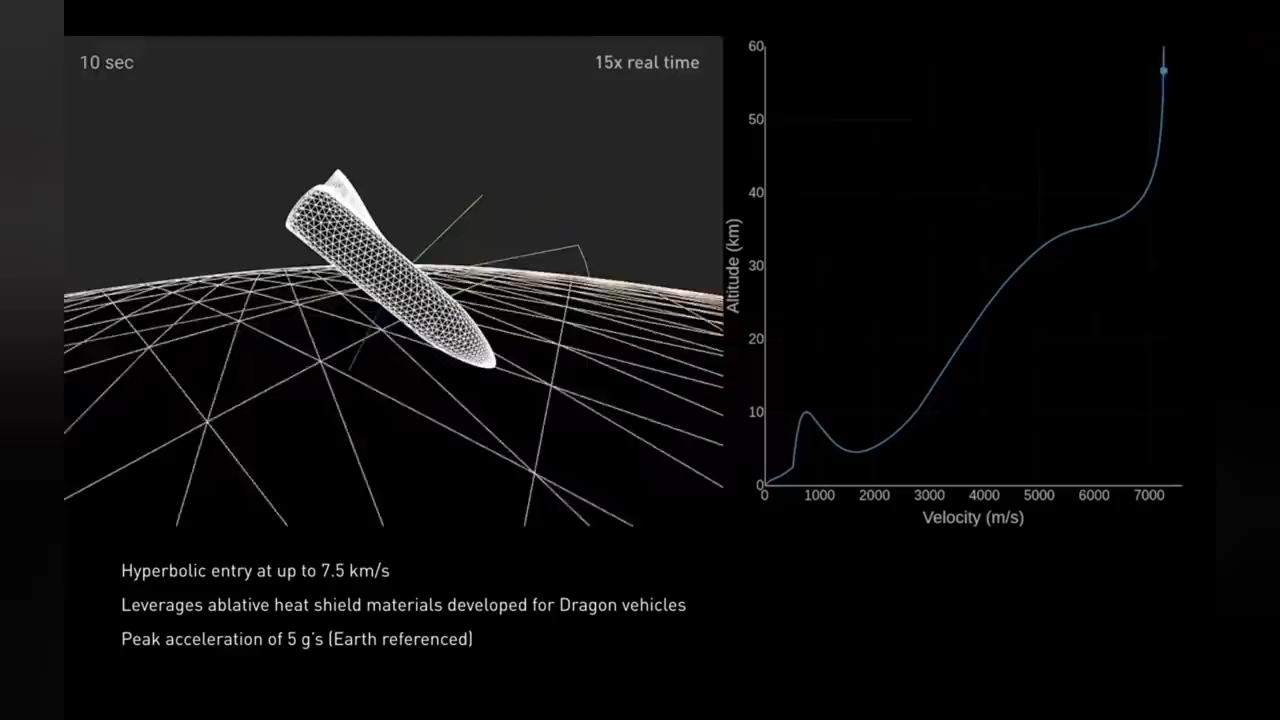 10 sec
15x real time
60
50
40
30
20
10
0
Altitude (km)
0 1000 2000 3000 4000 5000 6000 7000
Velocity (m/s)
Hyperbolic entry at up to 7.5 km/s
Leverages ablative heat shield materials developed for Dragon vehicles
Peak acceleration of 5 g's (Earth referenced)